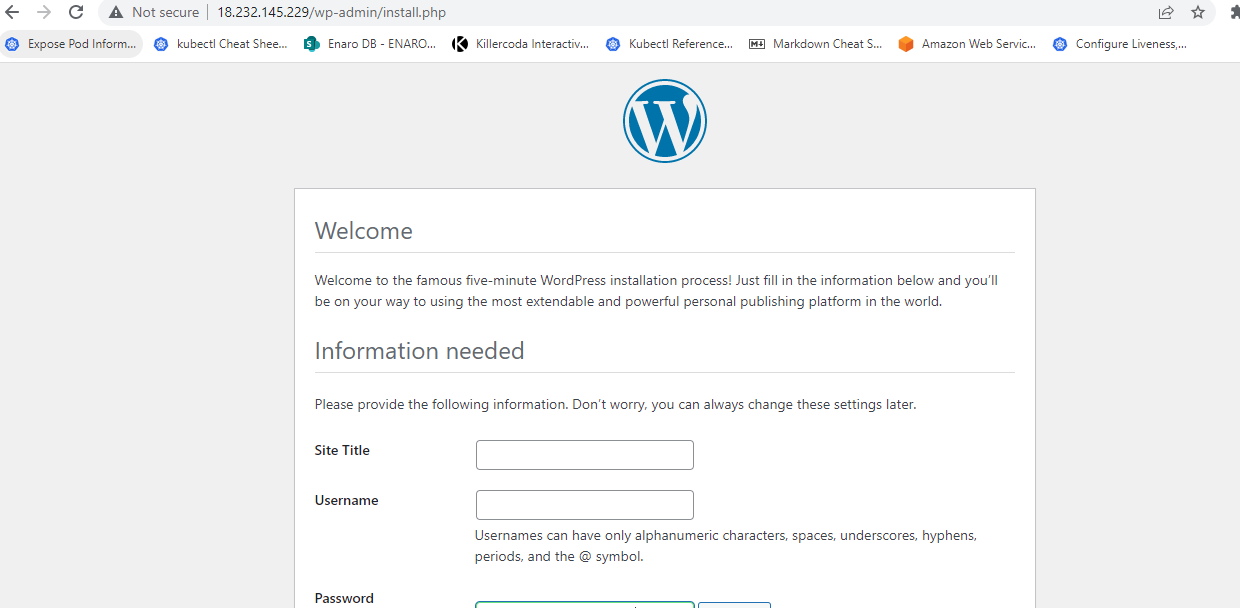 Not secure 18.232.145.229/wp-admin/install.php
Expose Pod Inform... kubectl Cheat Shee... Enaro DB - ENARO... Killercoda Interactiv... Kubectl Reference... Markdown Cheat S... Amazon Web Servic... Configure Liveness,...
Welcome
Welcome to the famous five-minute WordPress installation process! Just fill in the information below and you’ll
be on your way to using the most extendable and powerful personal publishing platform in the world.
Information needed
Please provide the following information. Don’t worry, you can always change these settings later.
Site Title
Username
Usernames can have only alphanumeric characters, spaces, underscores, hyphens,
periods, and the @ symbol.
Password